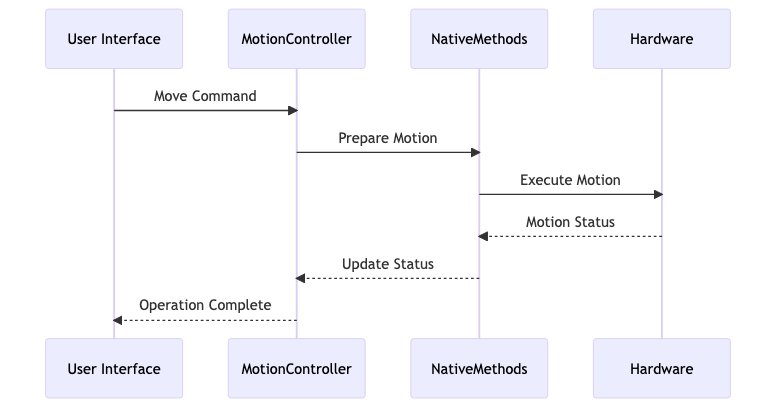 User Interface
MotionController
NativeMethods
Hardware
Move Command
Prepare Motion
Execute Motion
Motion Status
Update Status
Operation Complete
User Interface
MotionController
NativeMethods
Hardware